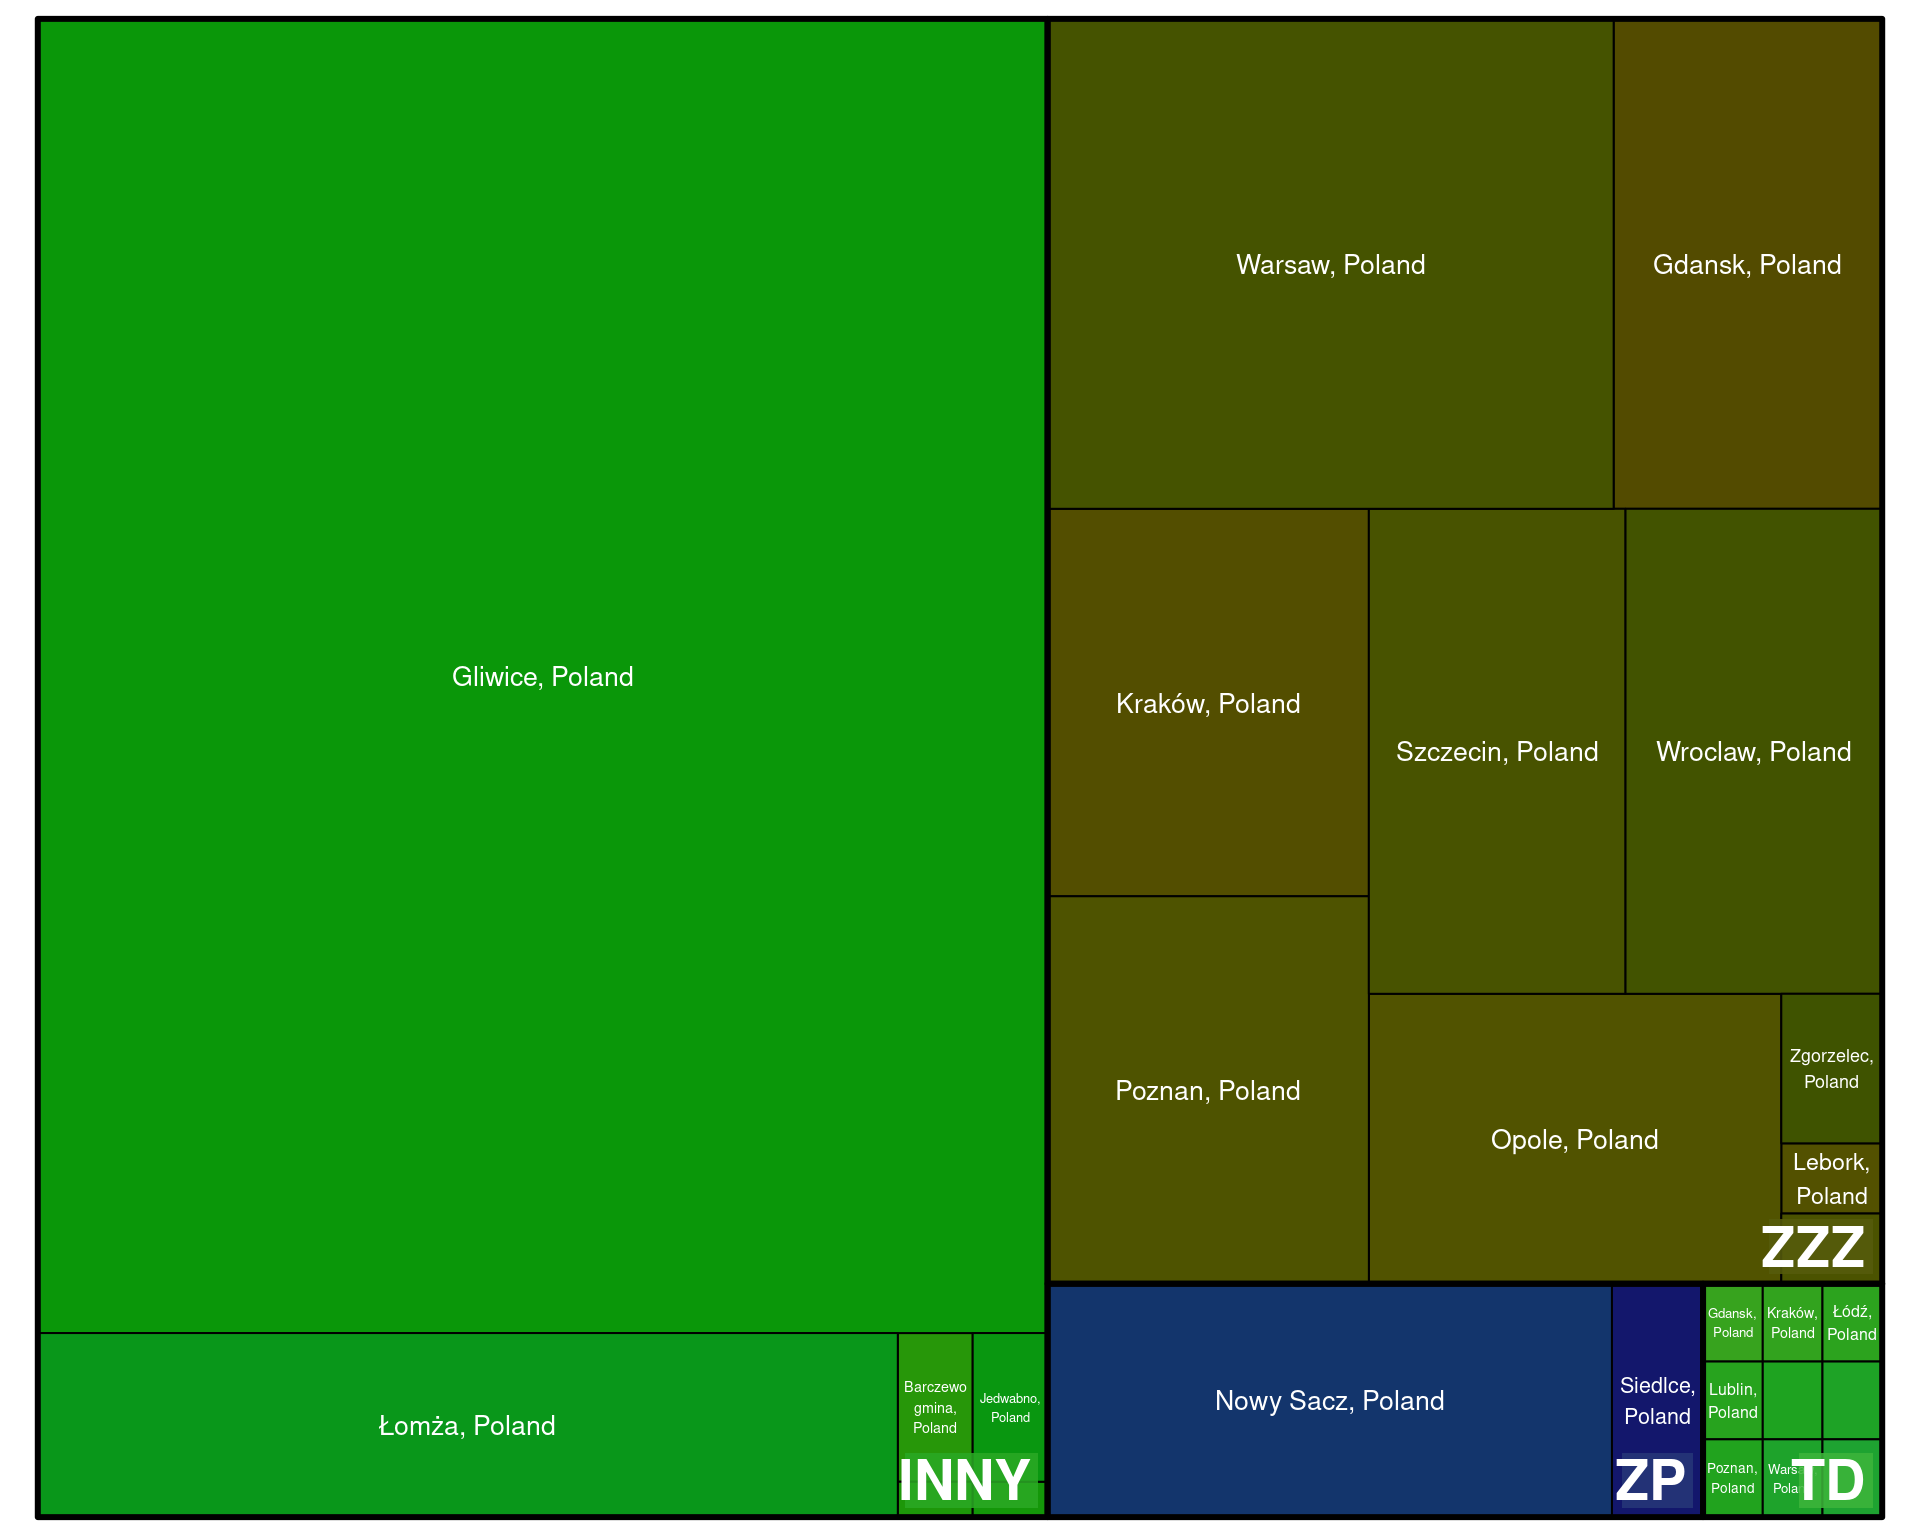 Gliwice, Poland
Łomża, Poland
Barczewo
gmina,
Poland
Jedwabno,
Poland
INNY
Warsaw, Poland
Gdansk, Poland
Kraków, Poland
Szczecin, Poland
Wroclaw, Poland
Poznan, Poland
Opole, Poland
Zgorzelec,
Poland
Lebork,
Poland
ZZZ
Nowy Sacz, Poland
Siedlce,
Poland
ZP
Gdansk,
Poland
Kraków,
Poland
Łódź,
Poland
Lublin,
Poland
Poznan,
Poland
TD